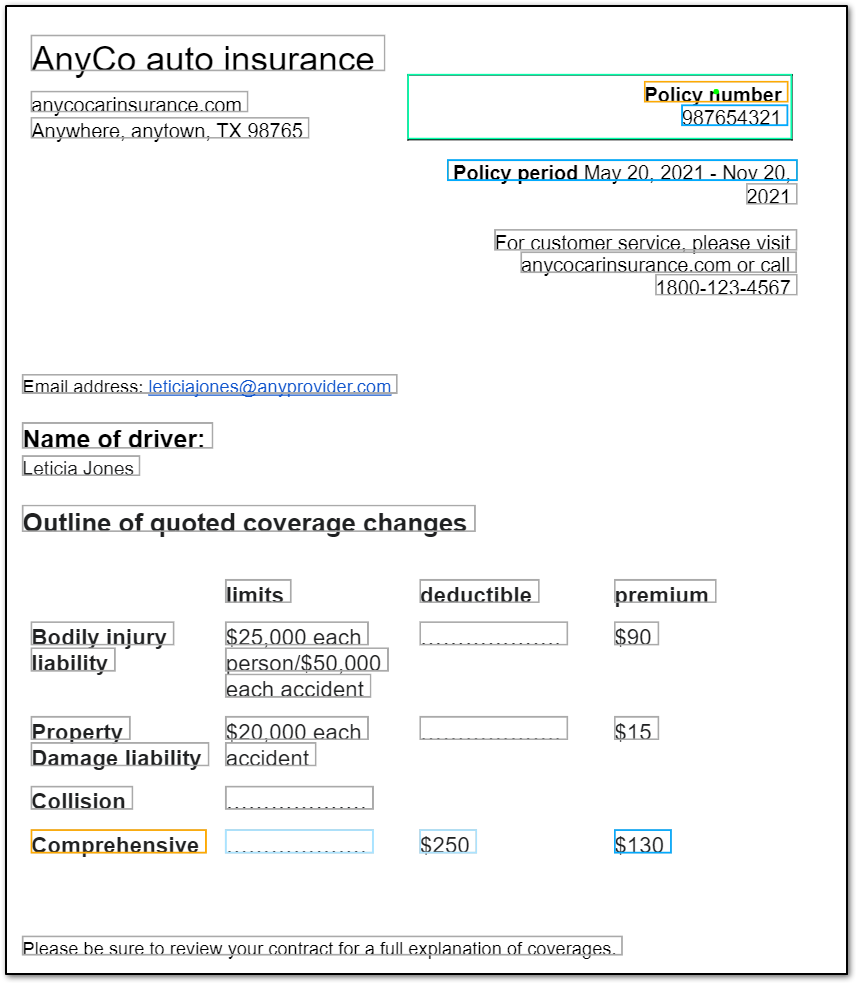 AnyCo auto insurance
anycocarinsurance.com
Anywhere, anytown, TX 98765
Policy number
987654321
Policy period May 20, 2021 - Nov 20,
2021
For customer service, please visit
anycocarinsurance.com or call
1800-123-4567
Email address: leticiajones@anyprovider.com
Name of driver:
Leticia Jones
Outline of quoted coverage changes
limits deductible premium
Bodily injury $25,000 each ................... $90
liability person/$50,000
each accident
Property $20,000 each ................... $15
Damage liability accident
Collision ...................
Comprehensive ................... $250 $130
Please be sure to review your contract for a full explanation of coverages.